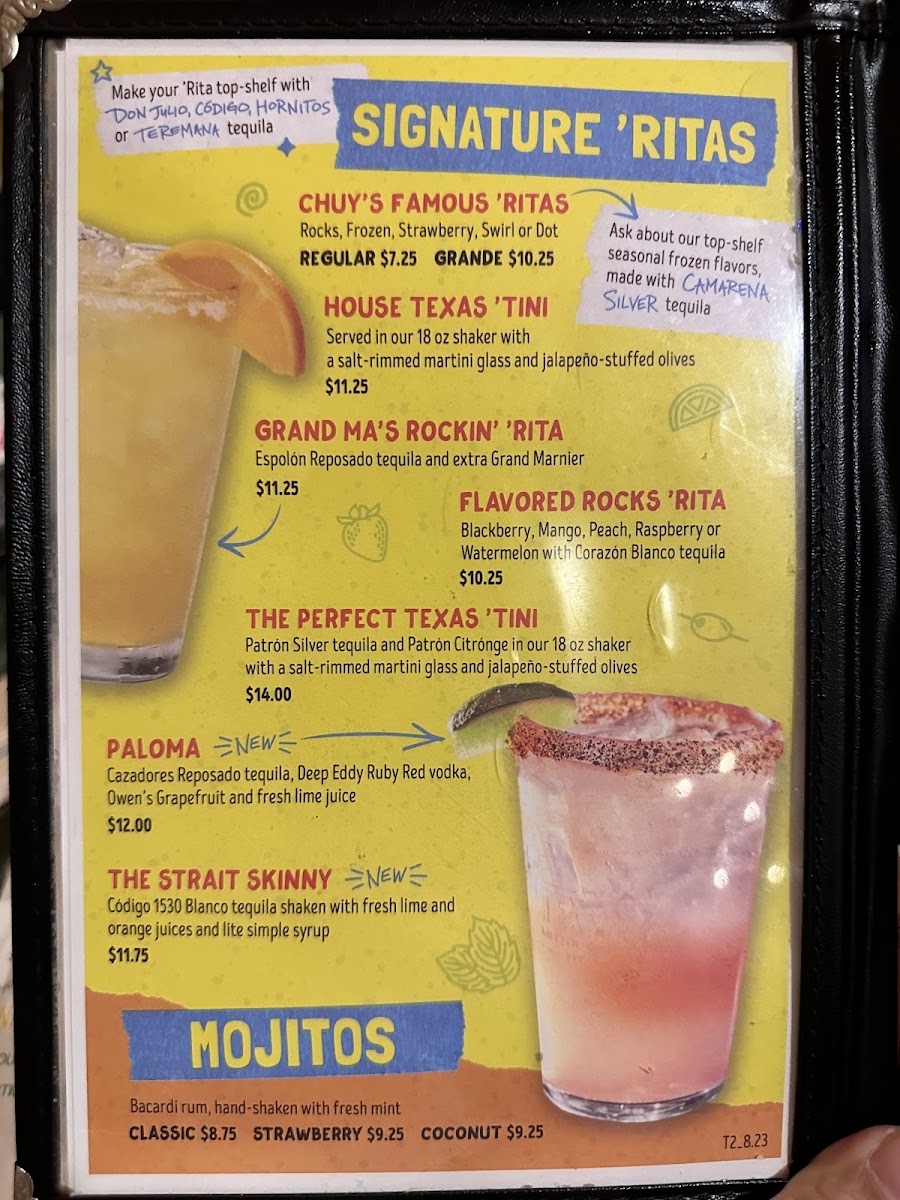 Make your 'Rita top-shelf with
DON JULIO, CÓDIGO, HORNITOS
or TEREMANA tequila
SIGNATURE 'RITAS
CHUY'S FAMOUS 'RITAS
Rocks, Frozen, Strawberry, Swirl or Dot
REGULAR $7.25 GRANDE $10.25
Ask about our top-shelf
seasonal frozen flavors,
made with CAMARENA
SILVER tequila
HOUSE TEXAS 'TINI
Served in our 18 oz shaker with
a salt-rimmed martini glass and jalapeño-stuffed olives
$11.25
GRAND MA'S ROCKIN' 'RITA
Espolón Reposado tequila and extra Grand Marnier
$11.25
FLAVORED ROCKS 'RITA
Blackberry, Mango, Peach, Raspberry or
Watermelon with Corazón Blanco tequila
$10.25
THE PERFECT TEXAS 'TINI
Patrón Silver tequila and Patrón Citrónge in our 18 oz shaker
with a salt-rimmed martini glass and jalapeño-stuffed olives
$14.00
PALOMA NEW
Cazadores Reposado tequila, Deep Eddy Ruby Red vodka,
Owen's Grapefruit and fresh lime juice
$12.00
THE STRAIT SKINNY NEW
Código 1530 Blanco tequila shaken with fresh lime and
orange juices and lite simple syrup
$11.75
MOJITOS
Bacardi rum, hand-shaken with fresh mint
CLASSIC $8.75 STRAWBERRY $9.25 COCONUT $9.25
T2_8.23